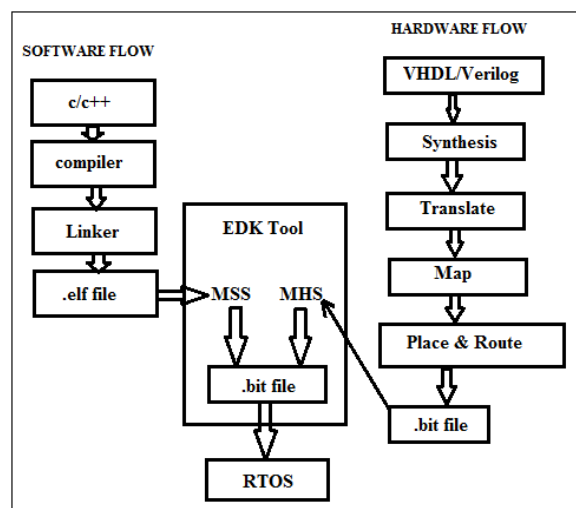 SOFTWARE FLOW
c/c++
compiler
Linker
.elf file
EDK Tool
MSS
MHS
.bit file
RTOS
HARDWARE FLOW
VHDL/Verilog
Synthesis
Translate
Map
Place & Route
.bit file